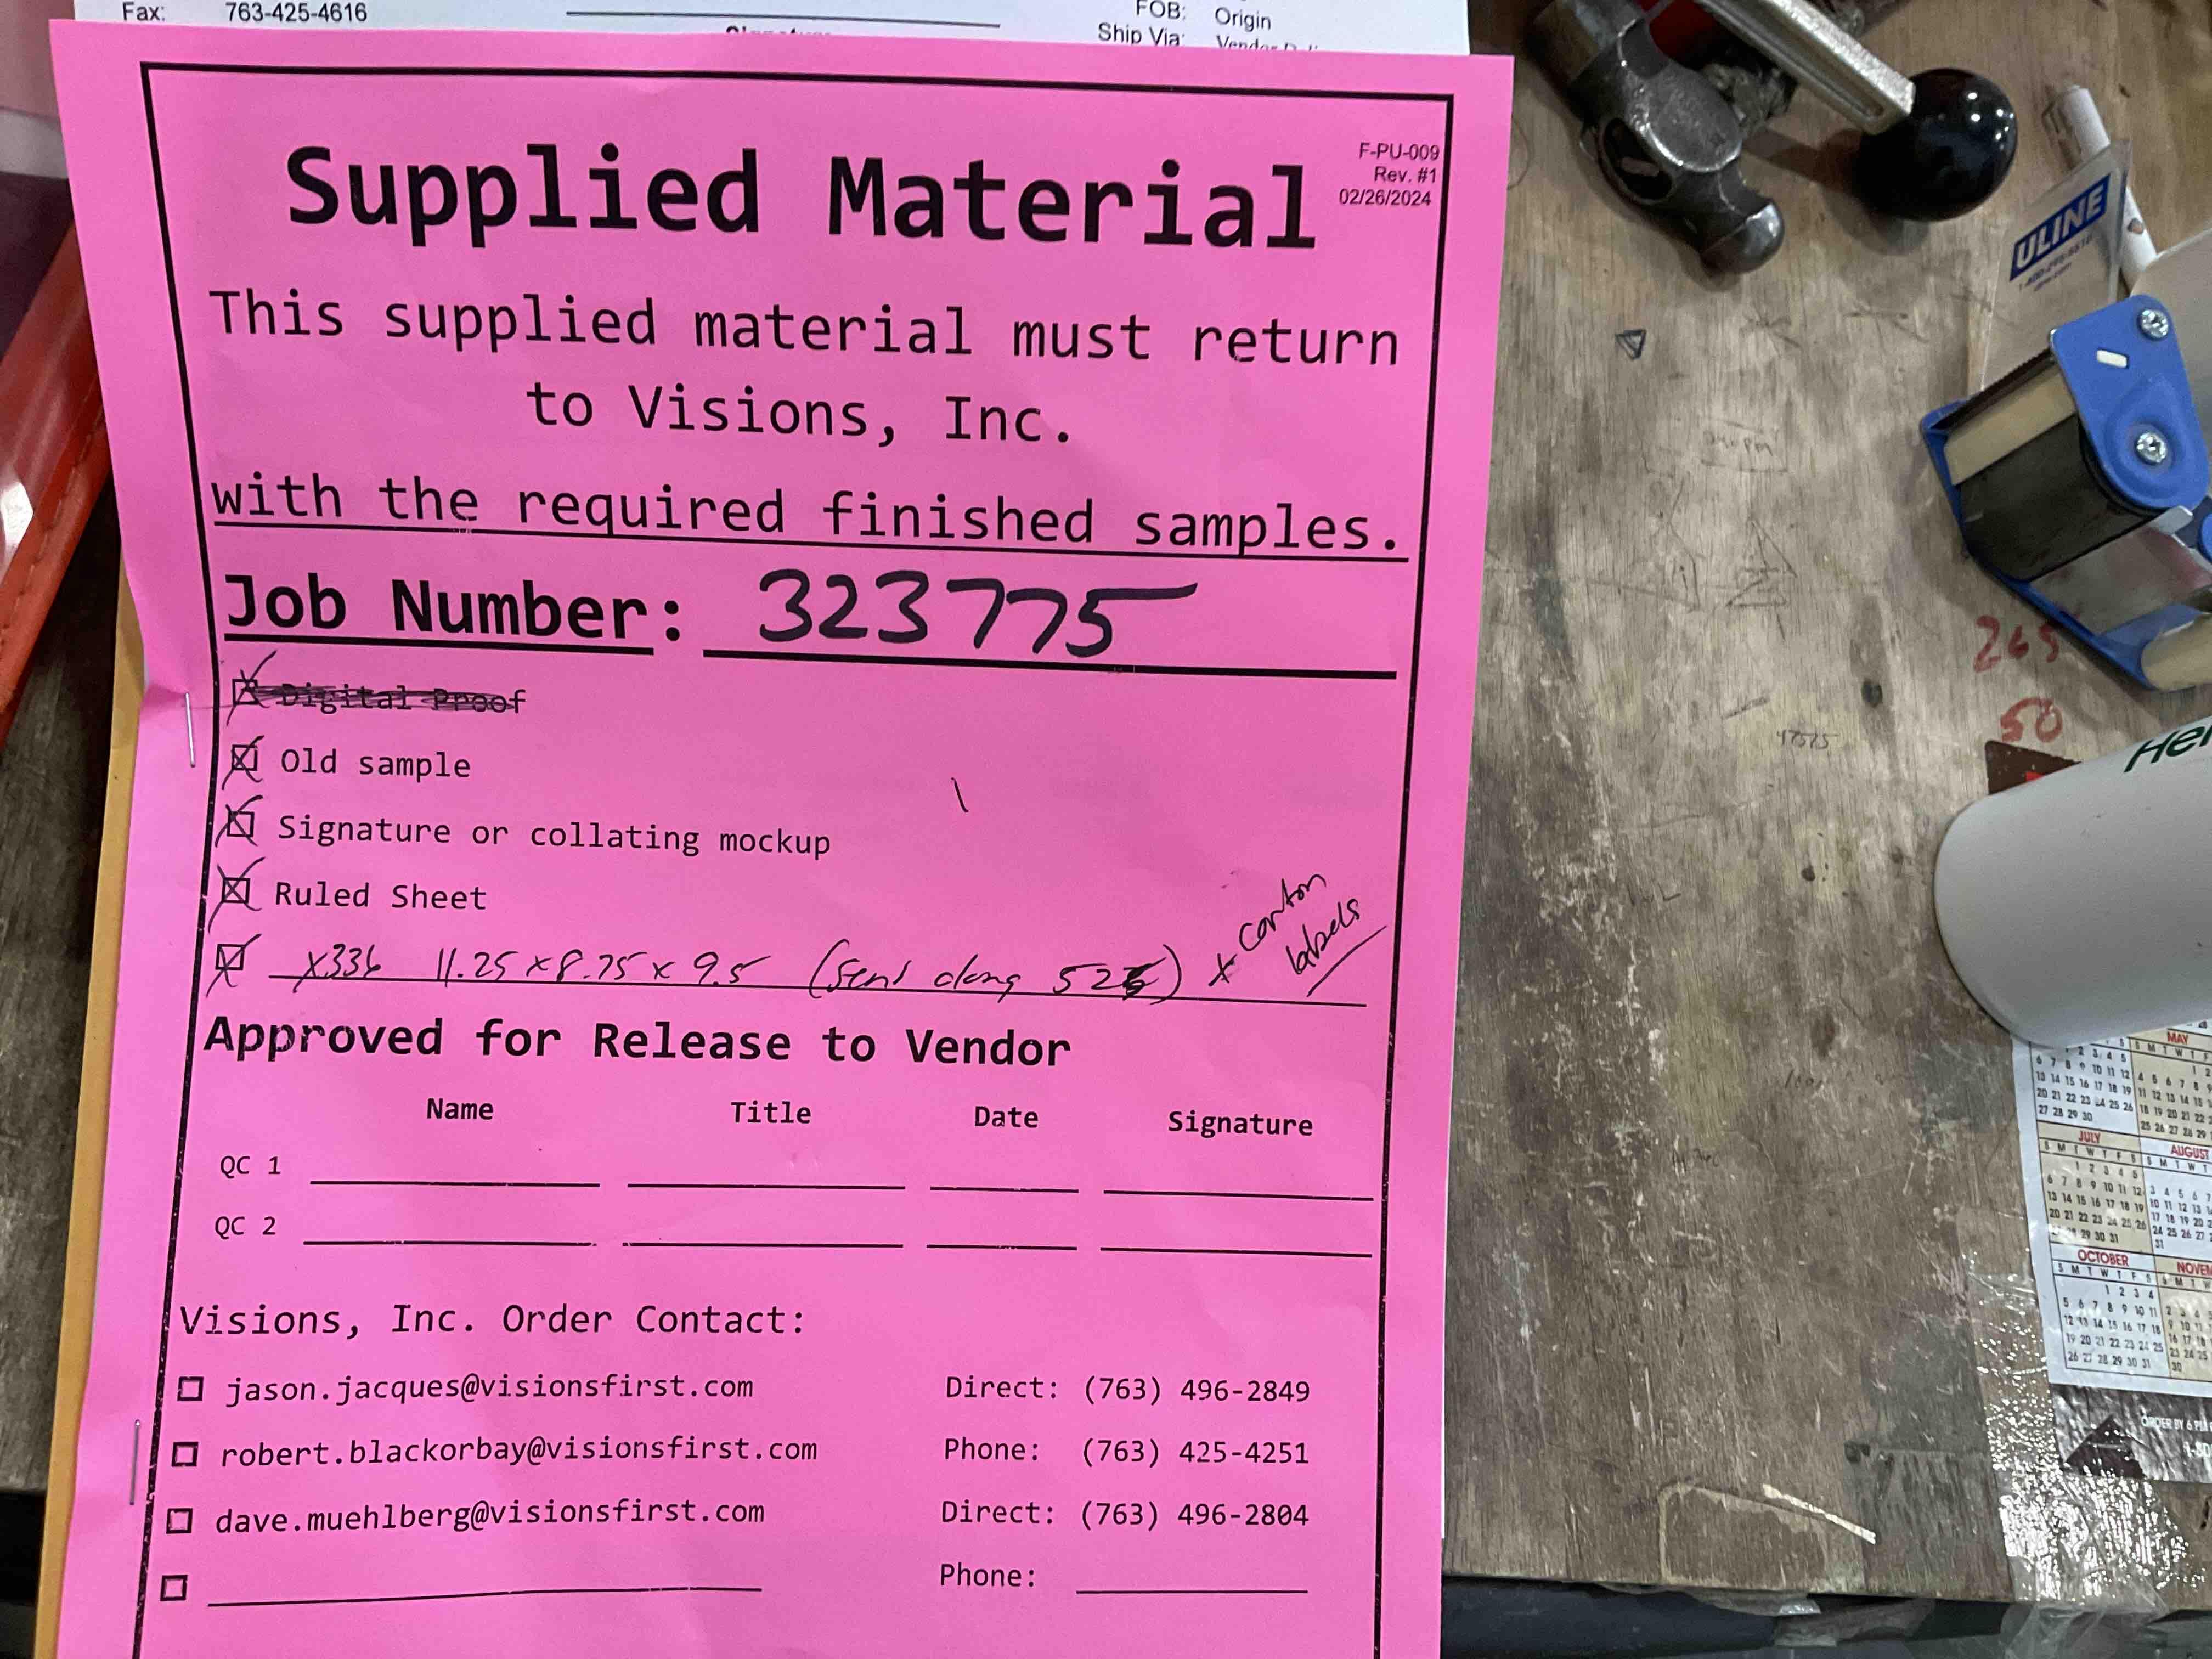 Fax: 763-425-4616
FOB: Origin
Ship Via:
F-PU-009
Rev. #1
02/26/2024
Supplied Material
This supplied material must return
to Visions, Inc.
with the required finished samples.
Job Number: 323775
Digital Proof
Old sample
Signature or collating mockup
Ruled Sheet
X336 11.25 x 8.75 x 9.5 (Send along 525) + Carton
labels
Approved for Release to Vendor
Name Title Date Signature
QC 1
QC 2
Visions, Inc. Order Contact:
jason.jacques@visionsfirst.com Direct: (763) 496-2849
robert.blackorbay@visionsfirst.com Phone: (763) 425-4251
dave.muehlberg@visionsfirst.com Direct: (763) 496-2804
Phone:
ULINE
265
50
47575
MAY
JULY
AUGUST
OCTOBER